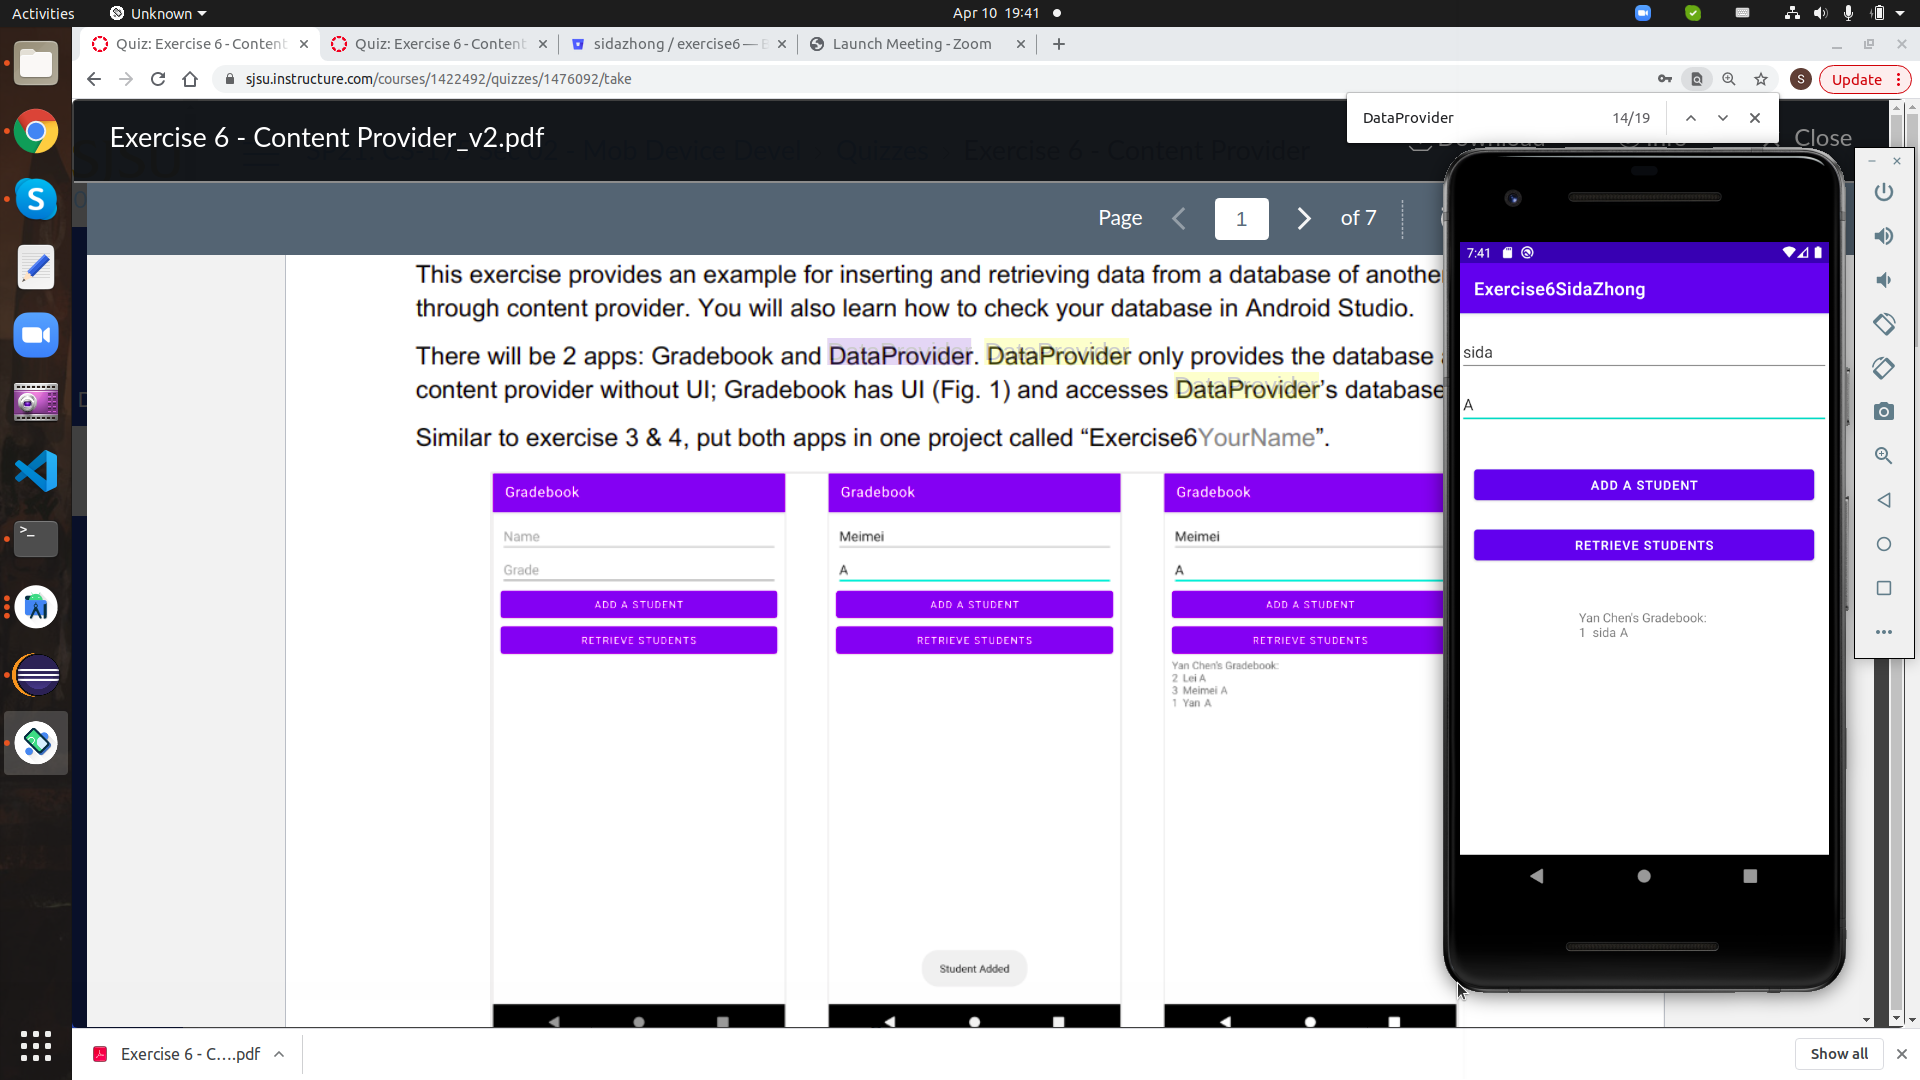 Activities
Unknown
Apr 10 19:41
Quiz: Exercise 6 - Content
Quiz: Exercise 6 - Content
sidazhong / exercise6 —
Launch Meeting - Zoom
sjsu.instructure.com/courses/1422492/quizzes/1476092/take
S
Update
DataProvider
14/19
Exercise 6 - Content Provider_v2.pdf
Close
Page
1
of 7
This exercise provides an example for inserting and retrieving data from a database of another
through content provider. You will also learn how to check your database in Android Studio.
There will be 2 apps: Gradebook and DataProvider. DataProvider only provides the database
content provider without UI; Gradebook has UI (Fig. 1) and accesses DataProvider's database
Similar to exercise 3 & 4, put both apps in one project called “Exercise6YourName”.
Gradebook
Name
Grade
ADD A STUDENT
RETRIEVE STUDENTS
Gradebook
Meimei
A
ADD A STUDENT
RETRIEVE STUDENTS
Student Added
Gradebook
Meimei
A
ADD A STUDENT
RETRIEVE STUDENTS
Yan Chen's Gradebook:
2 Lei A
3 Meimei A
1 Yan A
7:41
Exercise6SidaZhong
sida
A
ADD A STUDENT
RETRIEVE STUDENTS
Yan Chen's Gradebook:
1 sida A
Exercise 6 - C....pdf
Show all